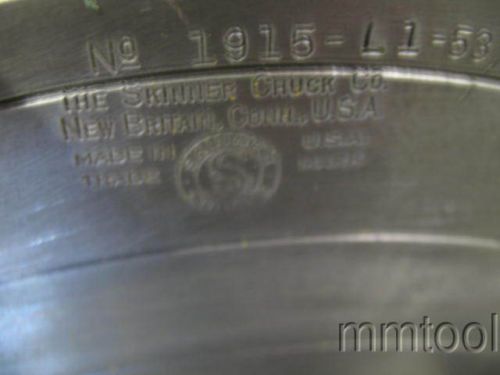 Nº 1915-L1-53
THE SKINNER CHUCK CO.
NEW BRITAIN, CONN., U.S.A.
MADE IN U.S.A.
TRADE S MARK
mmtool